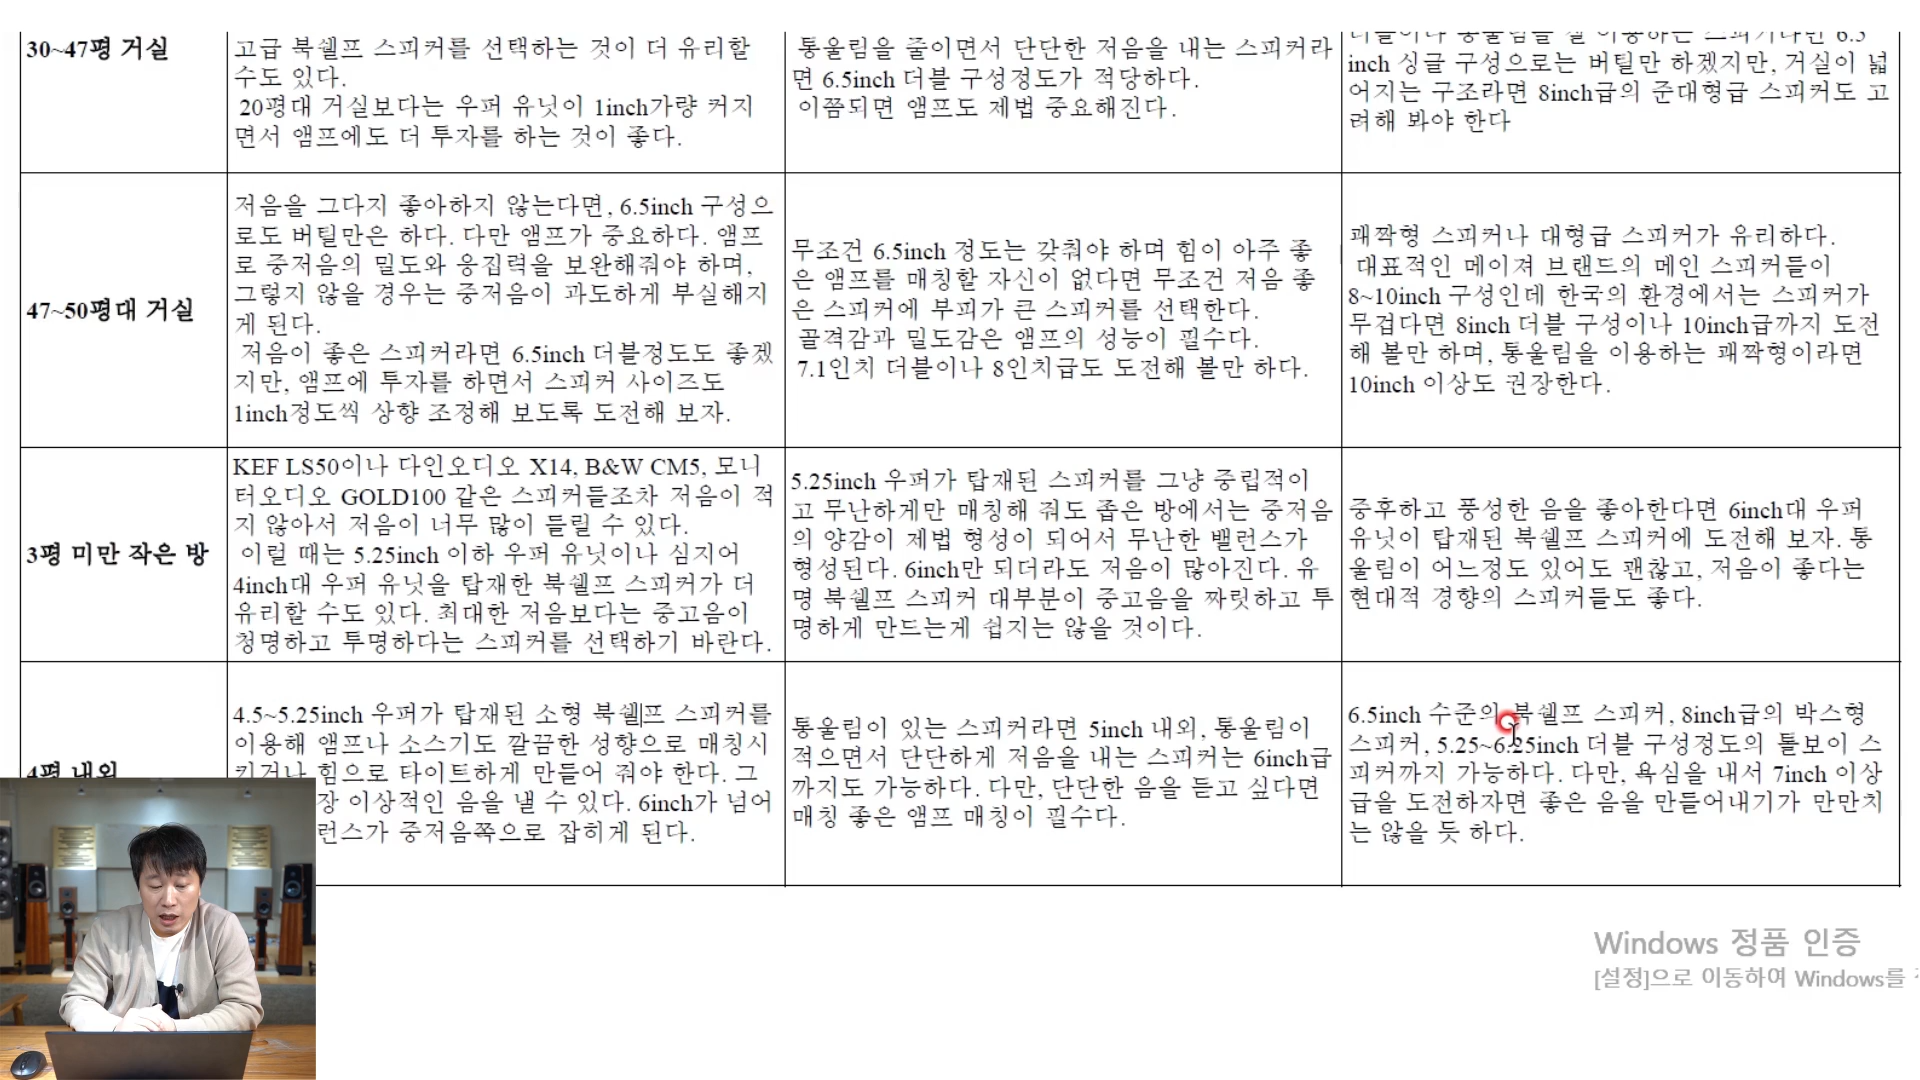 30~47평 거실
고급 북쉘프 스피커를 선택하는 것이 더 유리할
수도 있다.
20평대 거실보다는 우퍼 유닛이 1inch가량 커지
면서 앰프에도 더 투자를 하는 것이 좋다.
통울림을 줄이면서 단단한 저음을 내는 스피커라
면 6.5inch 더블 구성정도가 적당하다.
이쯤되면 앰프도 제법 중요해진다.
inch 싱글 구성으로는 버틸만 하겠지만, 거실이 넓
어지는 구조라면 8inch급의 준대형급 스피커도 고
려해 봐야 한다
47~50평대 거실
저음을 그다지 좋아하지 않는다면, 6.5inch 구성으
로도 버틸만은 하다. 다만 앰프가 중요하다. 앰프
로 중저음의 밀도와 응집력을 보완해줘야 하며,
그렇지 않을 경우는 중저음이 과도하게 부실해지
게 된다.
저음이 좋은 스피커라면 6.5inch 더블정도도 좋겠
지만, 앰프에 투자를 하면서 스피커 사이즈도
1inch정도씩 상향 조정해 보도록 도전해 보자.
무조건 6.5inch 정도는 갖춰야 하며 힘이 아주 좋
은 앰프를 매칭할 자신이 없다면 무조건 저음 좋
은 스피커에 부피가 큰 스피커를 선택한다.
골격감과 밀도감은 앰프의 성능이 필수다.
7.1인치 더블이나 8인치급도 도전해 볼만 하다.
괘짝형 스피커나 대형급 스피커가 유리하다.
대표적인 메이져 브랜드의 메인 스피커들이
8~10inch 구성인데 한국의 환경에서는 스피커가
무겁다면 8inch 더블 구성이나 10inch급까지 도전
해 볼만 하며, 통울림을 이용하는 괘짝형이라면
10inch 이상도 권장한다.
3평 미만 작은 방
KEF LS50이나 다인오디오 X14, B&W CM5, 모니
터오디오 GOLD100 같은 스피커들조차 저음이 적
지 않아서 저음이 너무 많이 들릴 수 있다.
이럴 때는 5.25inch 이하 우퍼 유닛이나 심지어
4inch대 우퍼 유닛을 탑재한 북쉘프 스피커가 더
유리할 수도 있다. 최대한 저음보다는 중고음이
청명하고 투명하다는 스피커를 선택하기 바란다.
5.25inch 우퍼가 탑재된 스피커를 그냥 중립적이
고 무난하게만 매칭해 줘도 좁은 방에서는 중저음
의 양감이 제법 형성이 되어서 무난한 밸런스가
형성된다. 6inch만 되더라도 저음이 많아진다. 유
명 북쉘프 스피커 대부분이 중고음을 짜릿하고 투
명하게 만드는게 쉽지는 않을 것이다.
중후하고 풍성한 음을 좋아한다면 6inch대 우퍼
유닛이 탑재된 북쉘프 스피커에 도전해 보자. 통
울림이 어느정도 있어도 괜찮고, 저음이 좋다는
현대적 경향의 스피커들도 좋다.
4평 내외
4.5~5.25inch 우퍼가 탑재된 소형 북쉘프 스피커를
이용해 앰프나 소스기도 깔끔한 성향으로 매칭시
키거나 힘으로 타이트하게 만들어 줘야 한다. 그
장 이상적인 음을 낼 수 있다. 6inch가 넘어
런스가 중저음쪽으로 잡히게 된다.
통울림이 있는 스피커라면 5inch 내외, 통울림이
적으면서 단단하게 저음을 내는 스피커는 6inch급
까지도 가능하다. 다만, 단단한 음을 듣고 싶다면
매칭 좋은 앰프 매칭이 필수다.
6.5inch 수준의 북쉘프 스피커, 8inch급의 박스형
스피커, 5.25~6.25inch 더블 구성정도의 톨보이 스
피커까지 가능하다. 다만, 욕심을 내서 7inch 이상
급을 도전하자면 좋은 음을 만들어내기가 만만치
는 않을 듯 하다.
Windows 정품 인증
[설정]으로 이동하여 Windows를